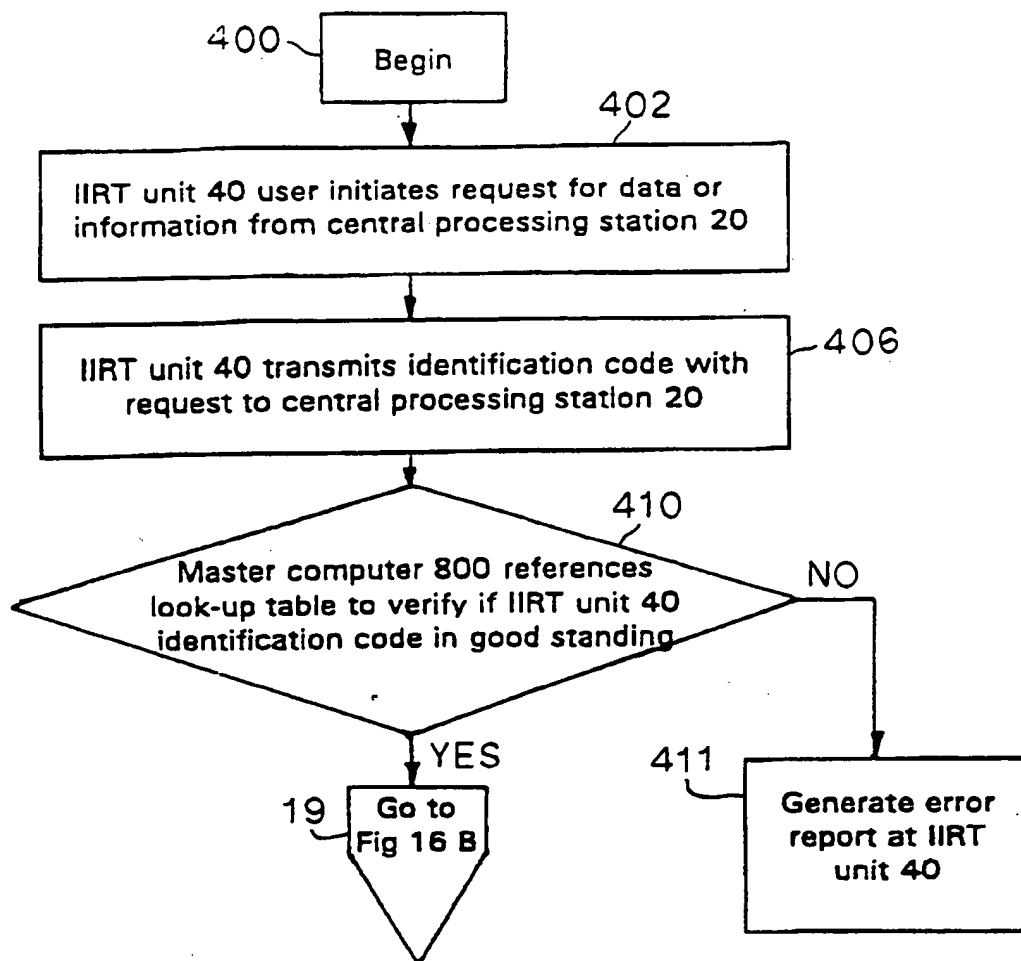 400
Begin
402
IIRT unit 40 user initiates request for data or
information from central processing station 20
406
IIRT unit 40 transmits identification code with
request to central processing station 20
410
Master computer 800 references
look-up table to verify if IIRT unit 40
identification code in good standing
NO
YES
19
Go to
Fig 16 B
411
Generate error
report at IIRT
unit 40